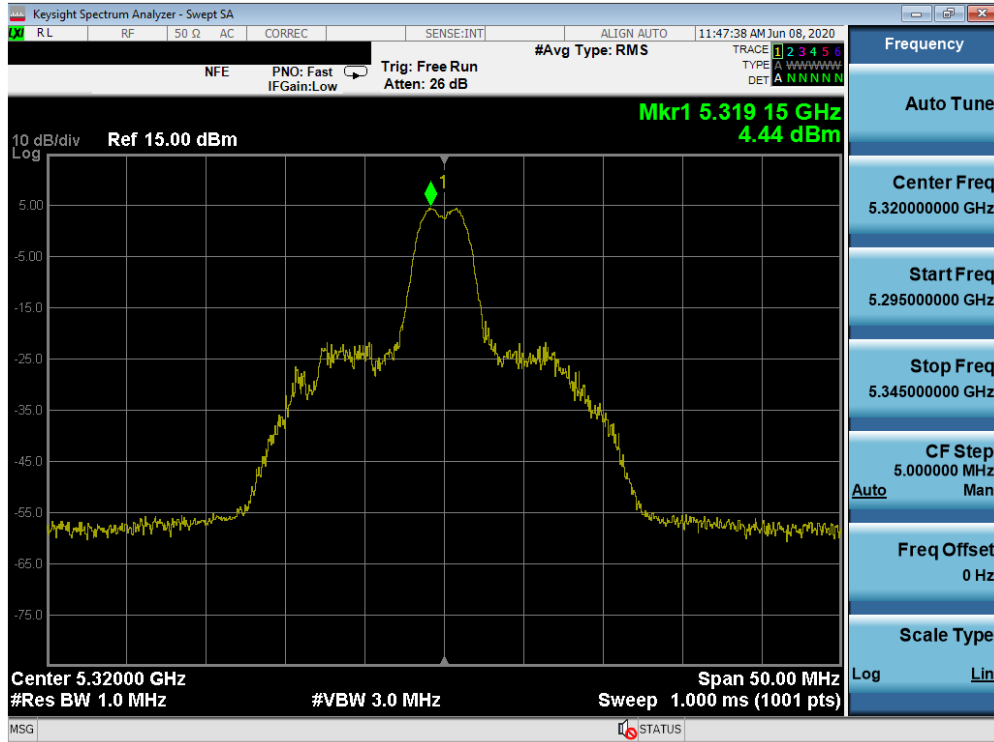 Keysight Spectrum Analyzer - Swept SA
LXI RL RF 50 Ω AC CORREC SENSE:INT ALIGN AUTO 11:47:38 AM Jun 08, 2020
NFE PNO: Fast IFGain:Low Trig: Free Run Atten: 26 dB #Avg Type: RMS
TRACE 1 2 3 4 5 6
TYPE A WWWWW
DET A N N N N N
Mkr1 5.319 15 GHz
4.44 dBm
10 dB/div Ref 15.00 dBm
Log
1
5.00
-5.00
-15.0
-25.0
-35.0
-45.0
-55.0
-65.0
-75.0
Center 5.32000 GHz Span 50.00 MHz
#Res BW 1.0 MHz #VBW 3.0 MHz Sweep 1.000 ms (1001 pts)
MSG STATUS
Frequency
Auto Tune
Center Freq
5.320000000 GHz
Start Freq
5.295000000 GHz
Stop Freq
5.345000000 GHz
CF Step
5.000000 MHz
Auto Man
Freq Offset
0 Hz
Scale Type
Log Lin